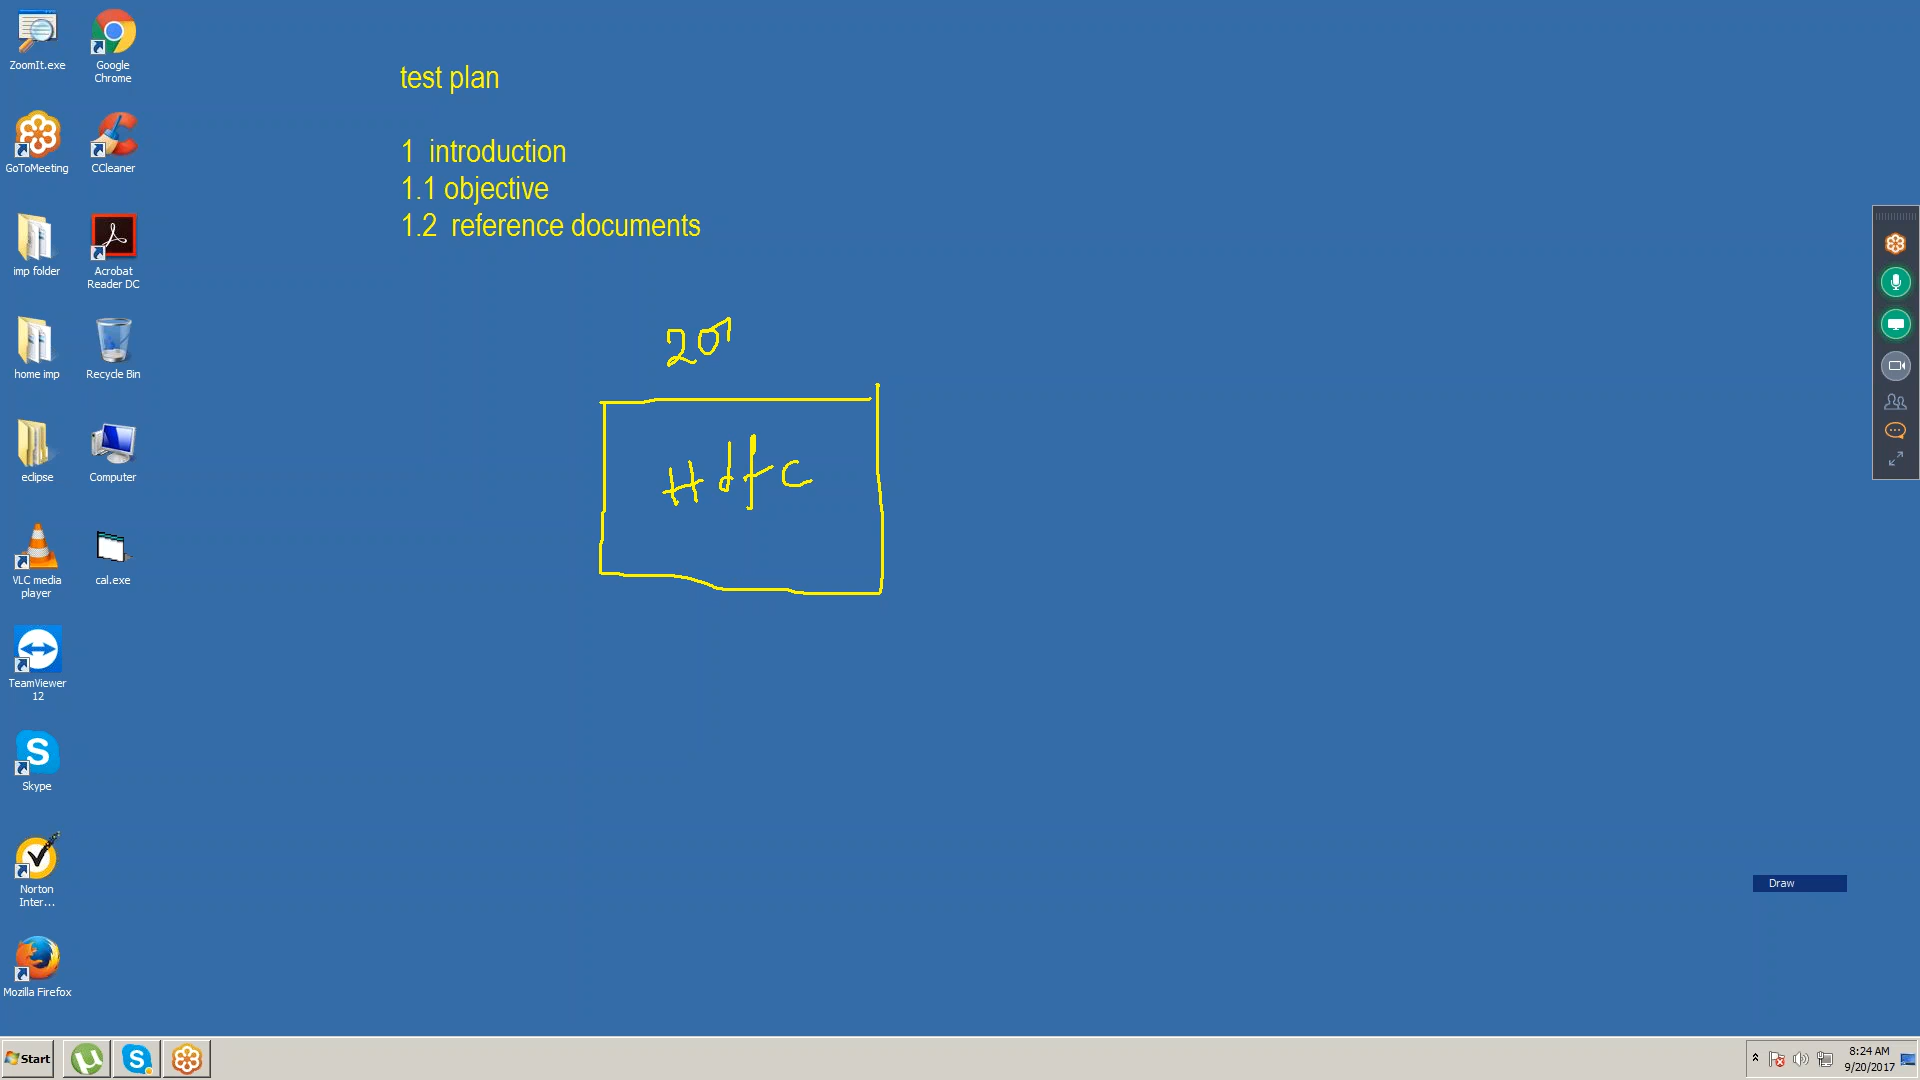 ZoomIt.exe
Google
Chrome
GoToMeeting
CCleaner
imp folder
Acrobat
Reader DC
home imp
Recycle Bin
eclipse
Computer
VLC media
player
cal.exe
TeamViewer
12
Skype
Norton
Inter...
Mozilla Firefox
test plan
1 introduction
1.1 objective
1.2 reference documents
Hdfc
Draw
Start
8:24 AM
9/20/2017